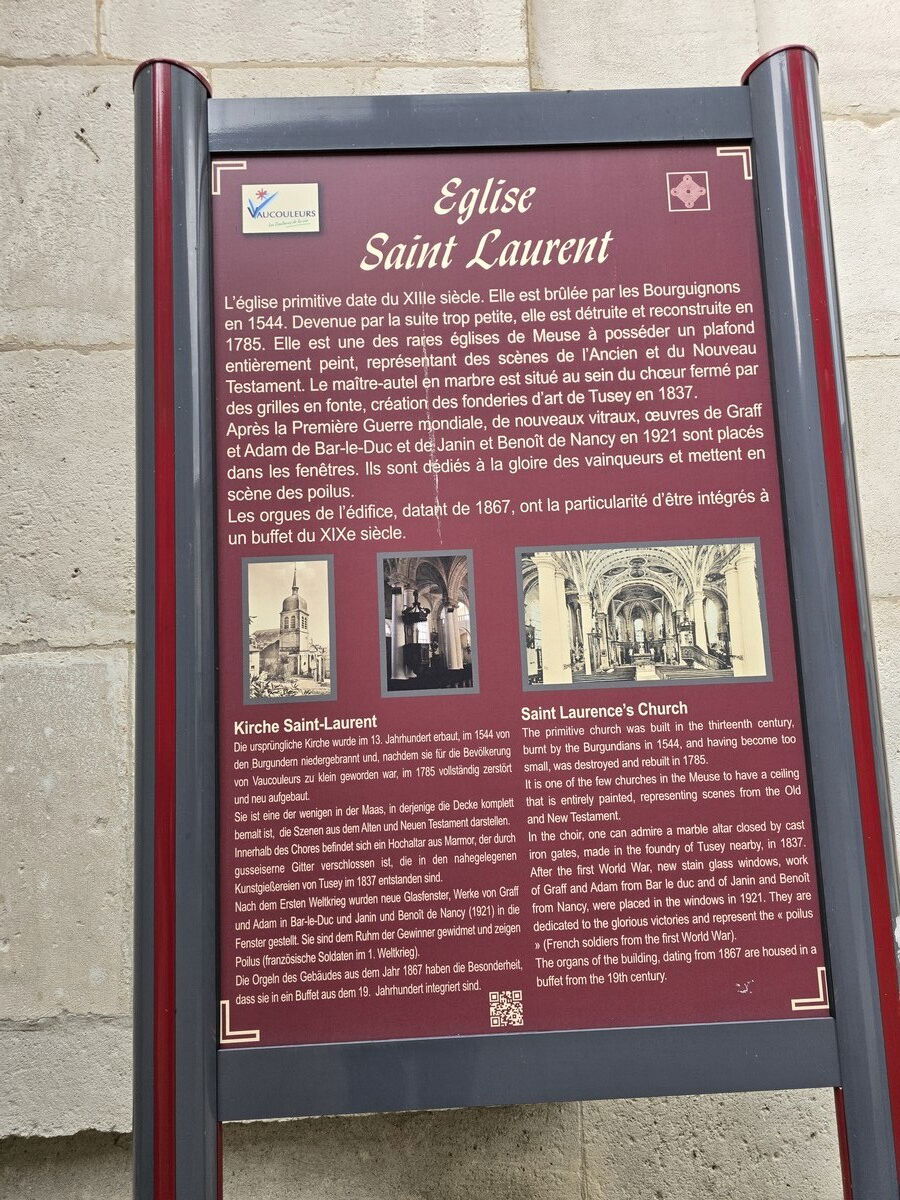 VAUCOULEURS
Eglise
Saint Laurent
L'église primitive date du XIIIe siècle. Elle est brûlée par les Bourguignons
en 1544. Devenue par la suite trop petite, elle est détruite et reconstruite en
1785. Elle est une des rares églises de Meuse à posséder un plafond
entièrement peint, représentant des scènes de l'Ancien et du Nouveau
Testament. Le maître-autel en marbre est situé au sein du chœur fermé par
des grilles en fonte, création des fonderies d'art de Tusey en 1837.
Après la Première Guerre mondiale, de nouveaux vitraux, œuvres de Graff
et Adam de Bar-le-Duc et de Janin et Benoît de Nancy en 1921 sont placés
dans les fenêtres. Ils sont dédiés à la gloire des vainqueurs et mettent en
scène des poilus.
Les orgues de l'édifice, datant de 1867, ont la particularité d'être intégrés à
un buffet du XIXe siècle.
Kirche Saint-Laurent
Die ursprüngliche Kirche wurde im 13. Jahrhundert erbaut, im 1544 von
den Burgundern niedergebrannt und, nachdem sie für die Bevölkerung
von Vaucouleurs zu klein geworden war, im 1785 vollständig zerstört
und neu aufgebaut.
Sie ist eine der wenigen in der Maas, in derjenige die Decke komplett
bemalt ist, die Szenen aus dem Alten und Neuen Testament darstellen.
Innerhalb des Chores befindet sich ein Hochaltar aus Marmor, der durch
gusseiserne Gitter verschlossen ist, die in den nahegelegenen
Kunstgießereien von Tusey im 1837 entstanden sind.
Nach dem Ersten Weltkrieg wurden neue Glasfenster, Werke von Graff
und Adam in Bar-le-Duc und Janin und Benoît de Nancy (1921) in die
Fenster gestellt. Sie sind dem Ruhm der Gewinner gewidmet und zeigen
Poilus (französische Soldaten im 1. Weltkrieg).
Die Orgeln des Gebäudes aus dem Jahr 1867 haben die Besonderheit,
dass sie in ein Buffet aus dem 19. Jahrhundert integriert sind.
Saint Laurence's Church
The primitive church was built in the thirteenth century,
burnt by the Burgundians in 1544, and having become too
small, was destroyed and rebuilt in 1785.
It is one of the few churches in the Meuse to have a ceiling
that is entirely painted, representing scenes from the Old
and New Testament.
In the choir, one can admire a marble altar closed by cast
iron gates, made in the foundry of Tusey nearby, in 1837.
After the first World War, new stain glass windows, work
of Graff and Adam from Bar le duc and of Janin and Benoît
from Nancy, were placed in the windows in 1921. They are
dedicated to the glorious victories and represent the « poilus
» (French soldiers from the first World War).
The organs of the building, dating from 1867 are housed in a
buffet from the 19th century.